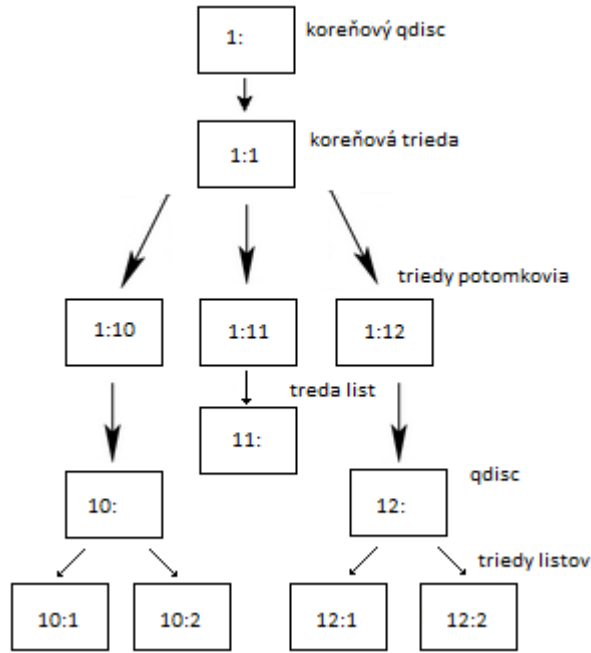 1:
koreňový qdisc
1:1
koreňová trieda
triedy potomkovia
1:10
1:11
1:12
treda list
11:
qdisc
10:
12:
triedy listov
10:1
10:2
12:1
12:2